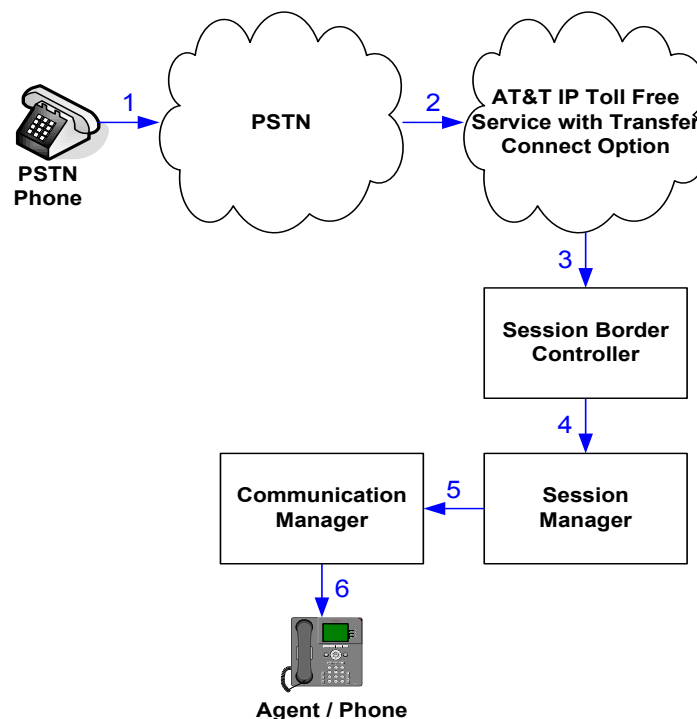 1
2
PSTN
Phone
PSTN
AT&T IP Toll Free
Service with Transfer
Connect Option
3
Session Border
Controller
4
Session
Manager
5
Communication
Manager
6
Agent / Phone